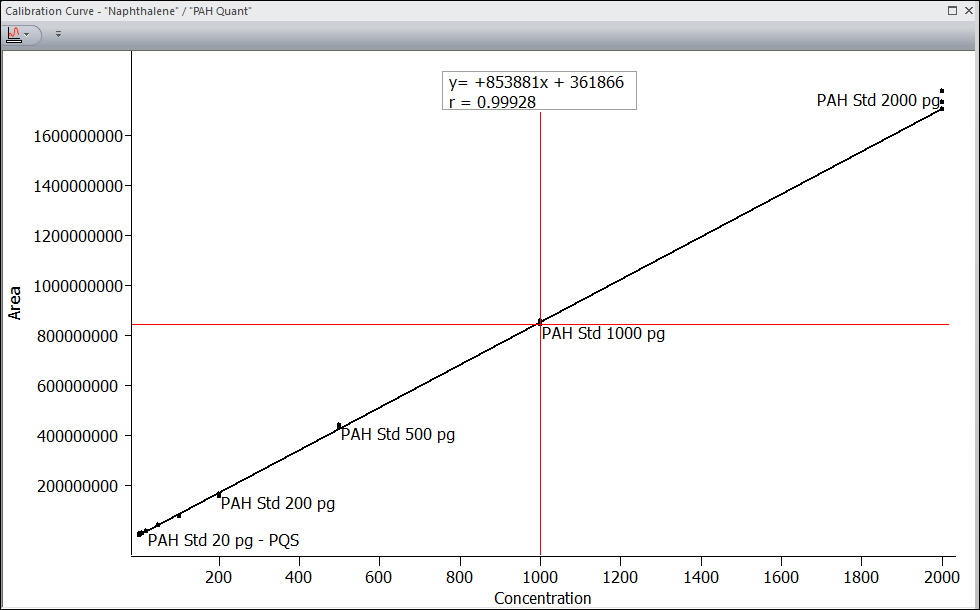 Calibration Curve - "Naphthalene" / "PAH Quant"
y= +853881x + 361866
r = 0.99928
PAH Std 2000 pg
1600000000
1400000000
1200000000
1000000000
800000000
600000000
400000000
200000000
Area
PAH Std 1000 pg
PAH Std 500 pg
PAH Std 200 pg
PAH Std 20 pg - PQS
200 400 600 800 1000 1200 1400 1600 1800 2000
Concentration